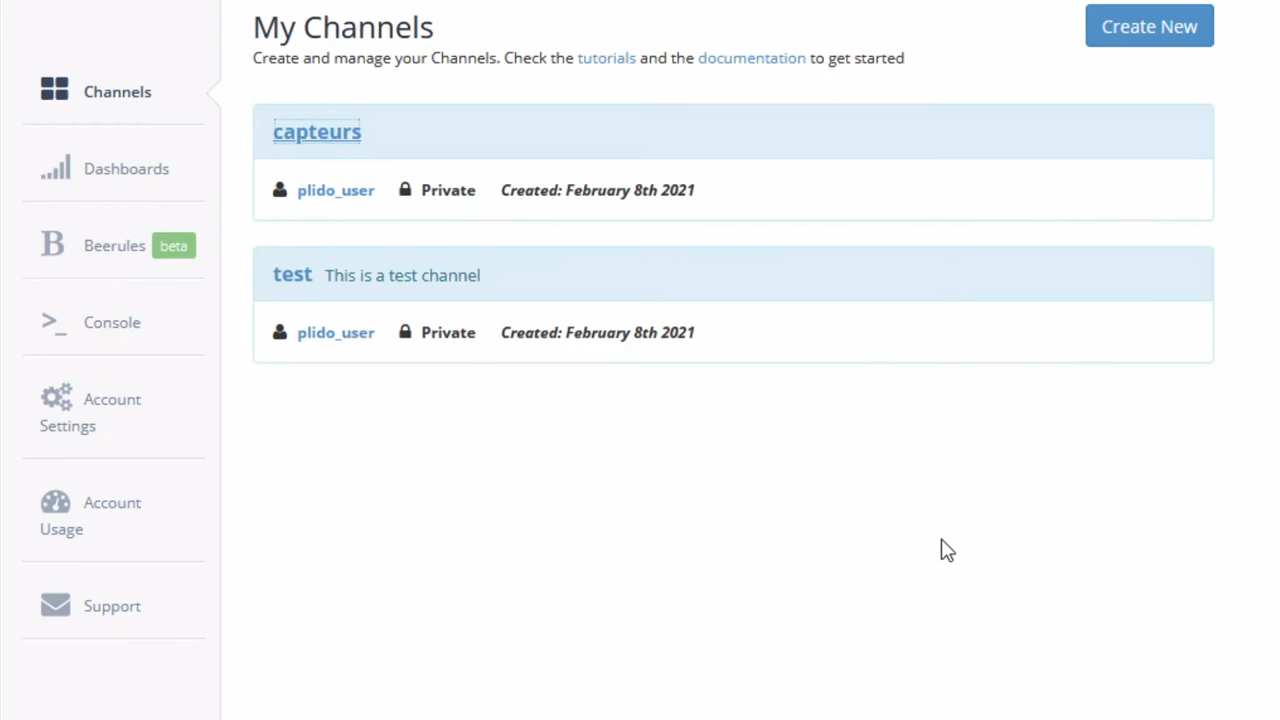 My Channels
Create New
Create and manage your Channels. Check the tutorials and the documentation to get started
Channels
Dashboards
B Beerules beta
>_ Console
Account
Settings
Account
Usage
Support
capteurs
plido_user Private Created: February 8th 2021
test This is a test channel
plido_user Private Created: February 8th 2021